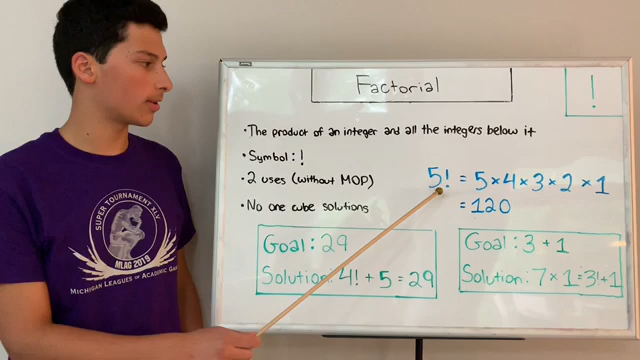 Factorial
!
• The product of an integer and all the integers below it
• Symbol: !
• 2 uses (without MOP)
• No one cube solutions
5! = 5 × 4 × 3 × 2 × 1
= 120
Goal: 29
Solution: 4! + 5 = 29
Goal: 3 + 1
Solution: 7 × 1 = 3! + 1
SUPER TOURNAMENT XLV
MLAG 2019
MICHIGAN LEAGUES OF ACADEMIC GAMES